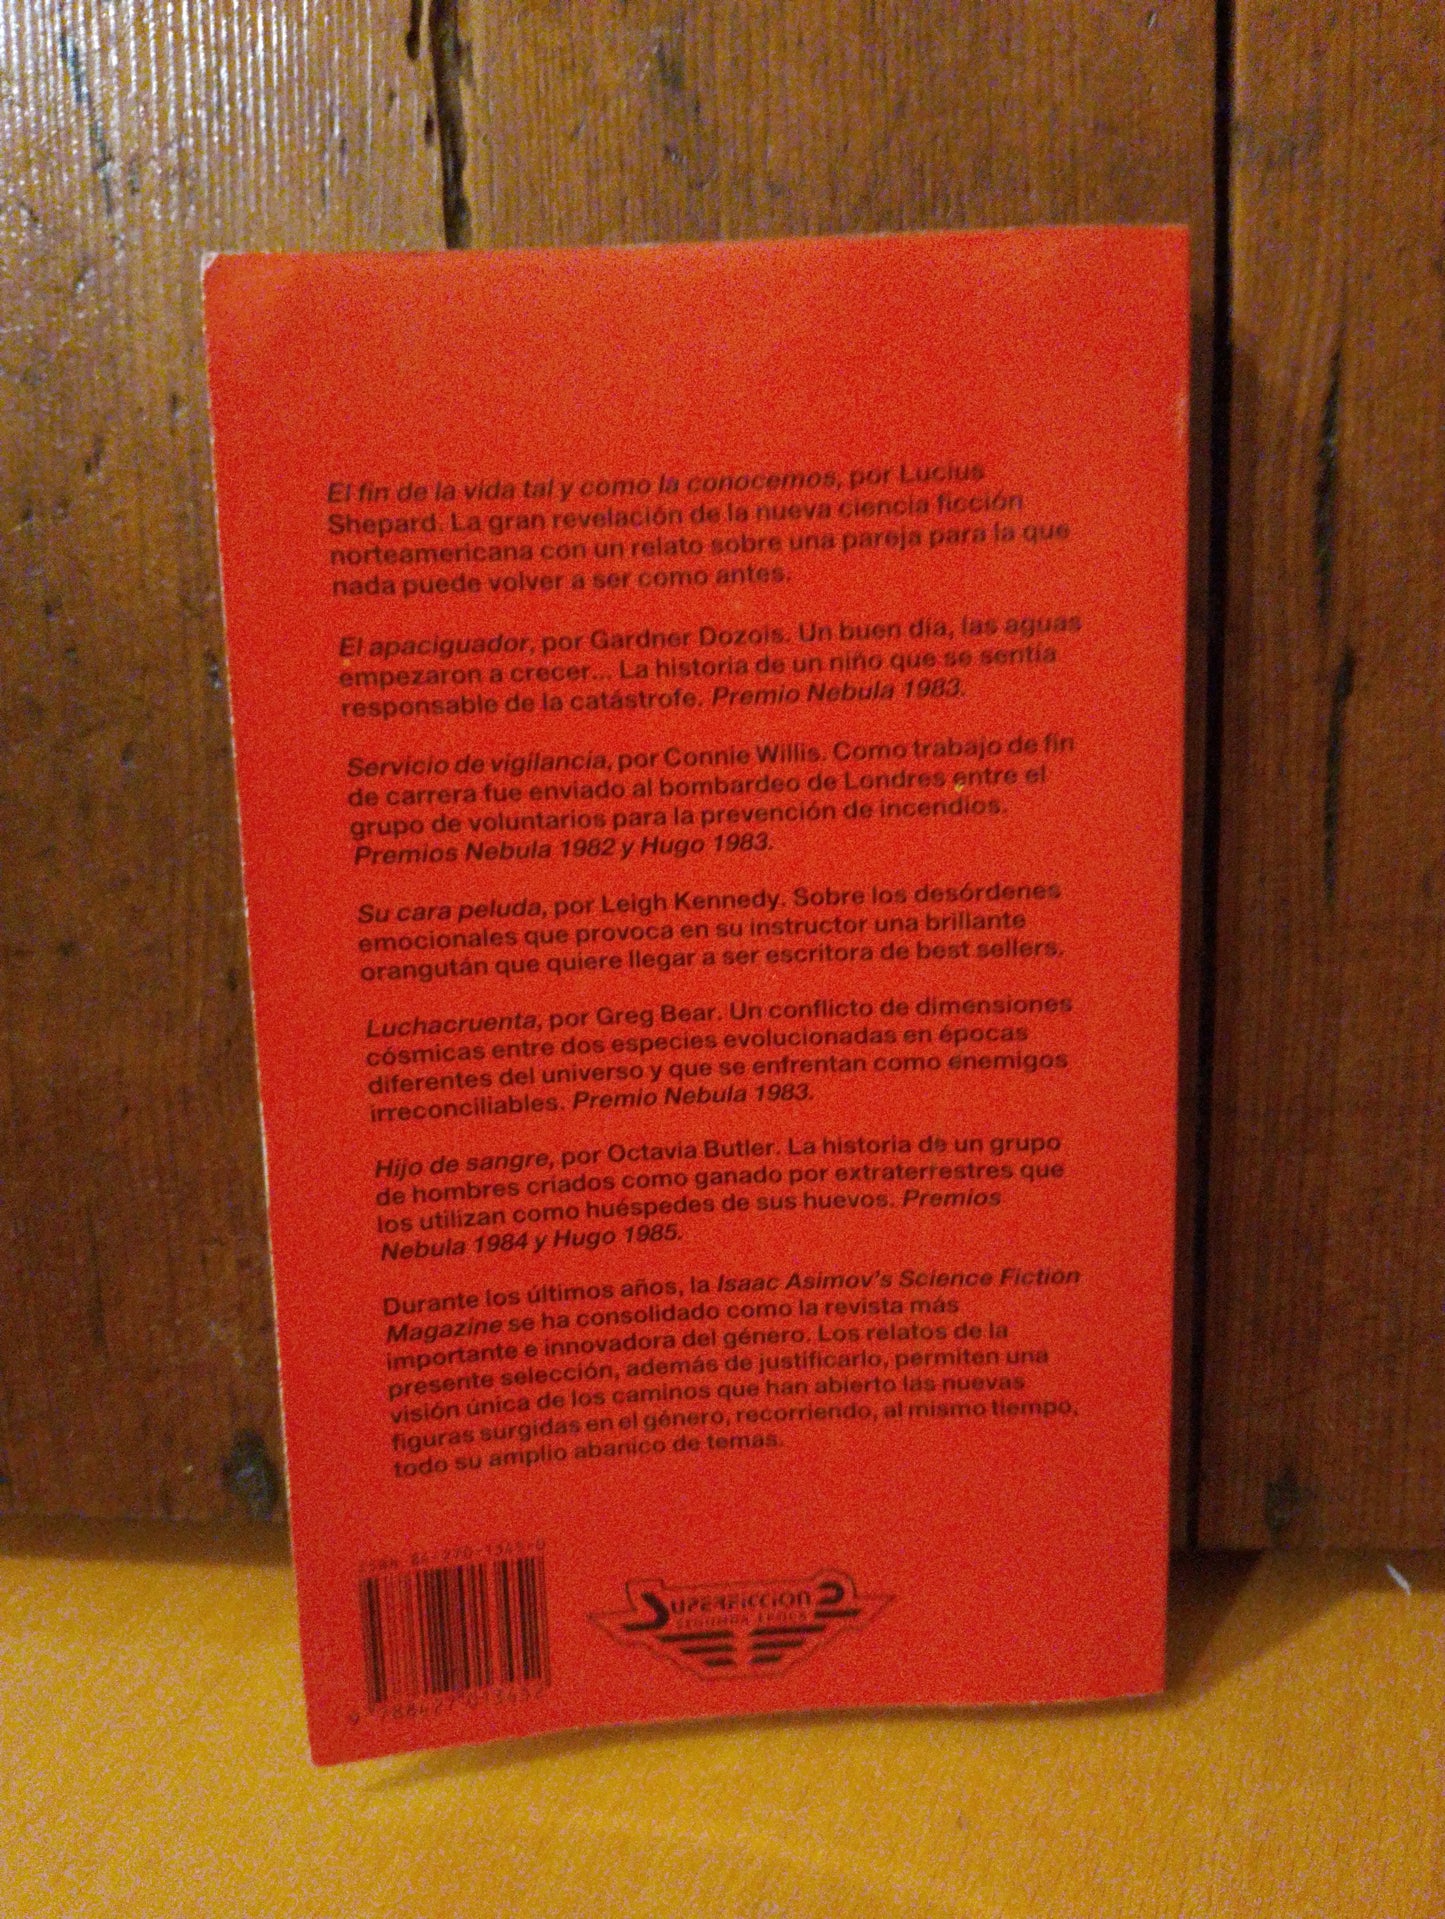 El fin de la vida tal y como la conocemos, por Lucius
Shepard. La gran revelación de la nueva ciencia ficción
norteamericana con un relato sobre una pareja para la que
nada puede volver a ser como antes.
El apaciguador, por Gardner Dozois. Un buen día, las aguas
empezaron a crecer... La historia de un niño que se sentía
responsable de la catástrofe. Premio Nebula 1983.
Servicio de vigilancia, por Connie Willis. Como trabajo de fin
de carrera fue enviado al bombardeo de Londres entre el
grupo de voluntarios para la prevención de incendios.
Premios Nebula 1982 y Hugo 1983.
Su cara peluda, por Leigh Kennedy. Sobre los desórdenes
emocionales que provoca en su instructor una brillante
orangután que quiere llegar a ser escritora de best sellers.
Luchacruenta, por Greg Bear. Un conflicto de dimensiones
cósmicas entre dos especies evolucionadas en épocas
diferentes del universo y que se enfrentan como enemigos
irreconciliables. Premio Nebula 1983.
Hijo de sangre, por Octavia Butler. La historia de un grupo
de hombres criados como ganado por extraterrestres que
los utilizan como huéspedes de sus huevos. Premios
Nebula 1984 y Hugo 1985.
Durante los últimos años, la Isaac Asimov's Science Fiction
Magazine se ha consolidado como la revista más
importante e innovadora del género. Los relatos de la
presente selección, además de justificarlo, permiten una
visión única de los caminos que han abierto las nuevas
figuras surgidas en el género, recorriendo, al mismo tiempo,
todo su amplio abanico de temas.
ISBN 84-270-1345-0
9 788427 013452
SUPERFICCION
SEGUNDA EPOCA